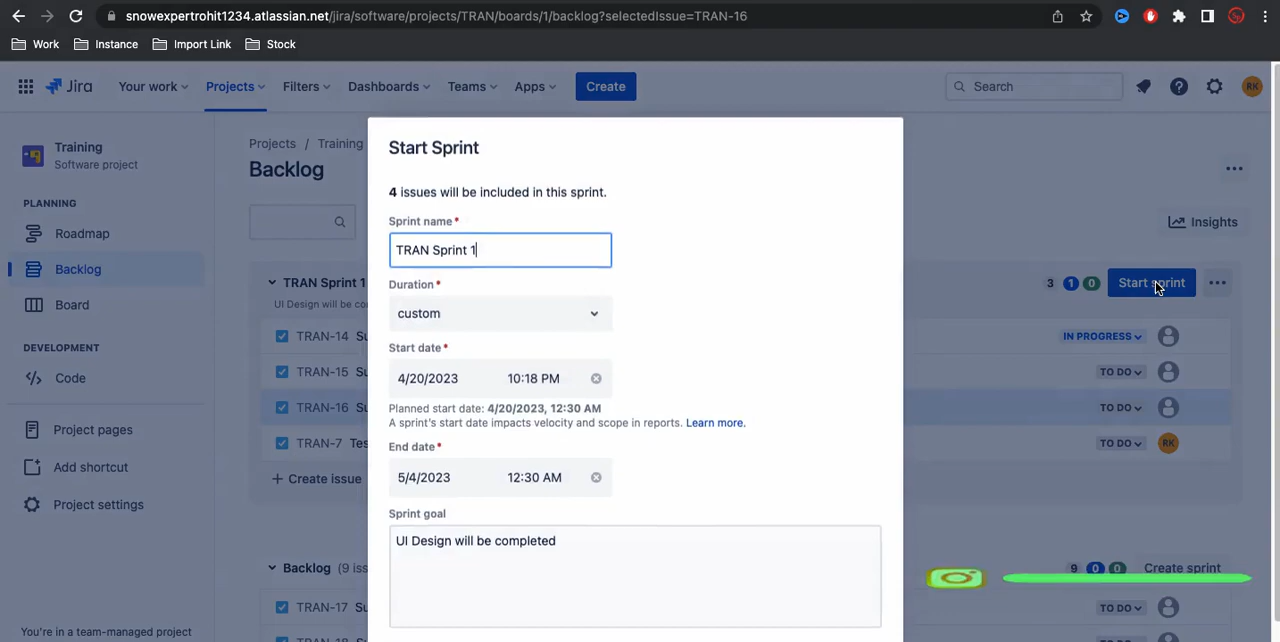 snowexpertrohit1234.atlassian.net/jira/software/projects/TRAN/boards/1/backlog?selectedIssue=TRAN-16
Work Instance Import Link Stock
Jira Your work Projects Filters Dashboards Teams Apps Create Search RK
Training
Software project
PLANNING
Roadmap
Backlog
Board
DEVELOPMENT
Code
Project pages
Add shortcut
Project settings
You're in a team-managed project
Projects / Training
Backlog
Insights
TRAN Sprint 1
3 1 0 Start sprint
UI Design will be
TRAN-14 IN PROGRESS
TRAN-15 TO DO
TRAN-16 TO DO
TRAN-7 TO DO RK
+ Create issue
Backlog (9
9 0 0 Create sprint
TRAN-17 TO DO
TRAN-18 TO DO
Start Sprint
4 issues will be included in this sprint.
Sprint name*
TRAN Sprint 1
Duration*
custom
Start date*
4/20/2023 10:18 PM
Planned start date: 4/20/2023, 12:30 AM
A sprint's start date impacts velocity and scope in reports. Learn more.
End date*
5/4/2023 12:30 AM
Sprint goal
UI Design will be completed